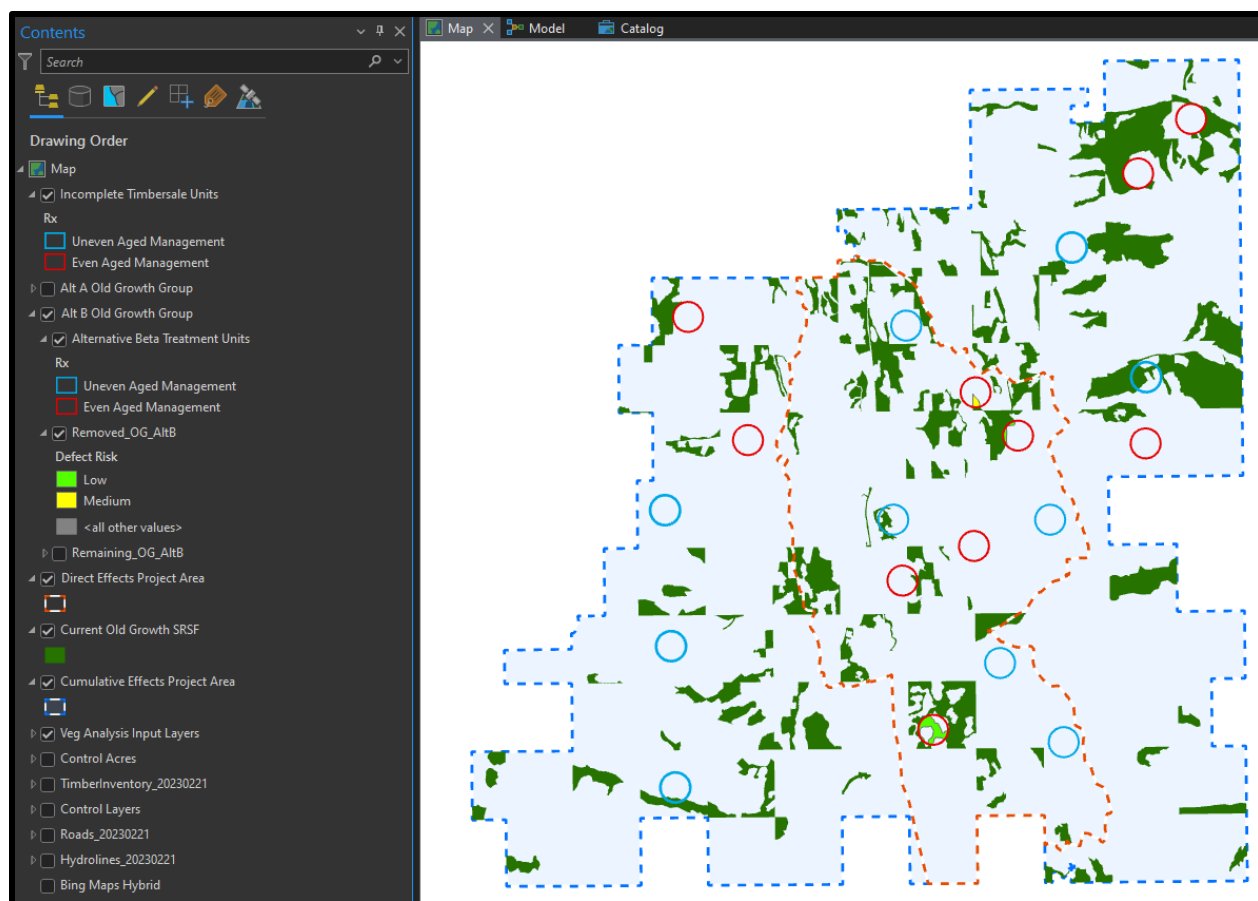 Contents
Search
Drawing Order
Map
Incomplete Timbersale Units
Rx
Uneven Aged Management
Even Aged Management
Alt A Old Growth Group
Alt B Old Growth Group
Alternative Beta Treatment Units
Rx
Uneven Aged Management
Even Aged Management
Removed_OG_AltB
Defect Risk
Low
Medium
<all other values>
Remaining_OG_AltB
Direct Effects Project Area
Current Old Growth SRSF
Cumulative Effects Project Area
Veg Analysis Input Layers
Control Acres
TimberInventory_20230221
Control Layers
Roads_20230221
Hydrolines_20230221
Bing Maps Hybrid
Map Model Catalog